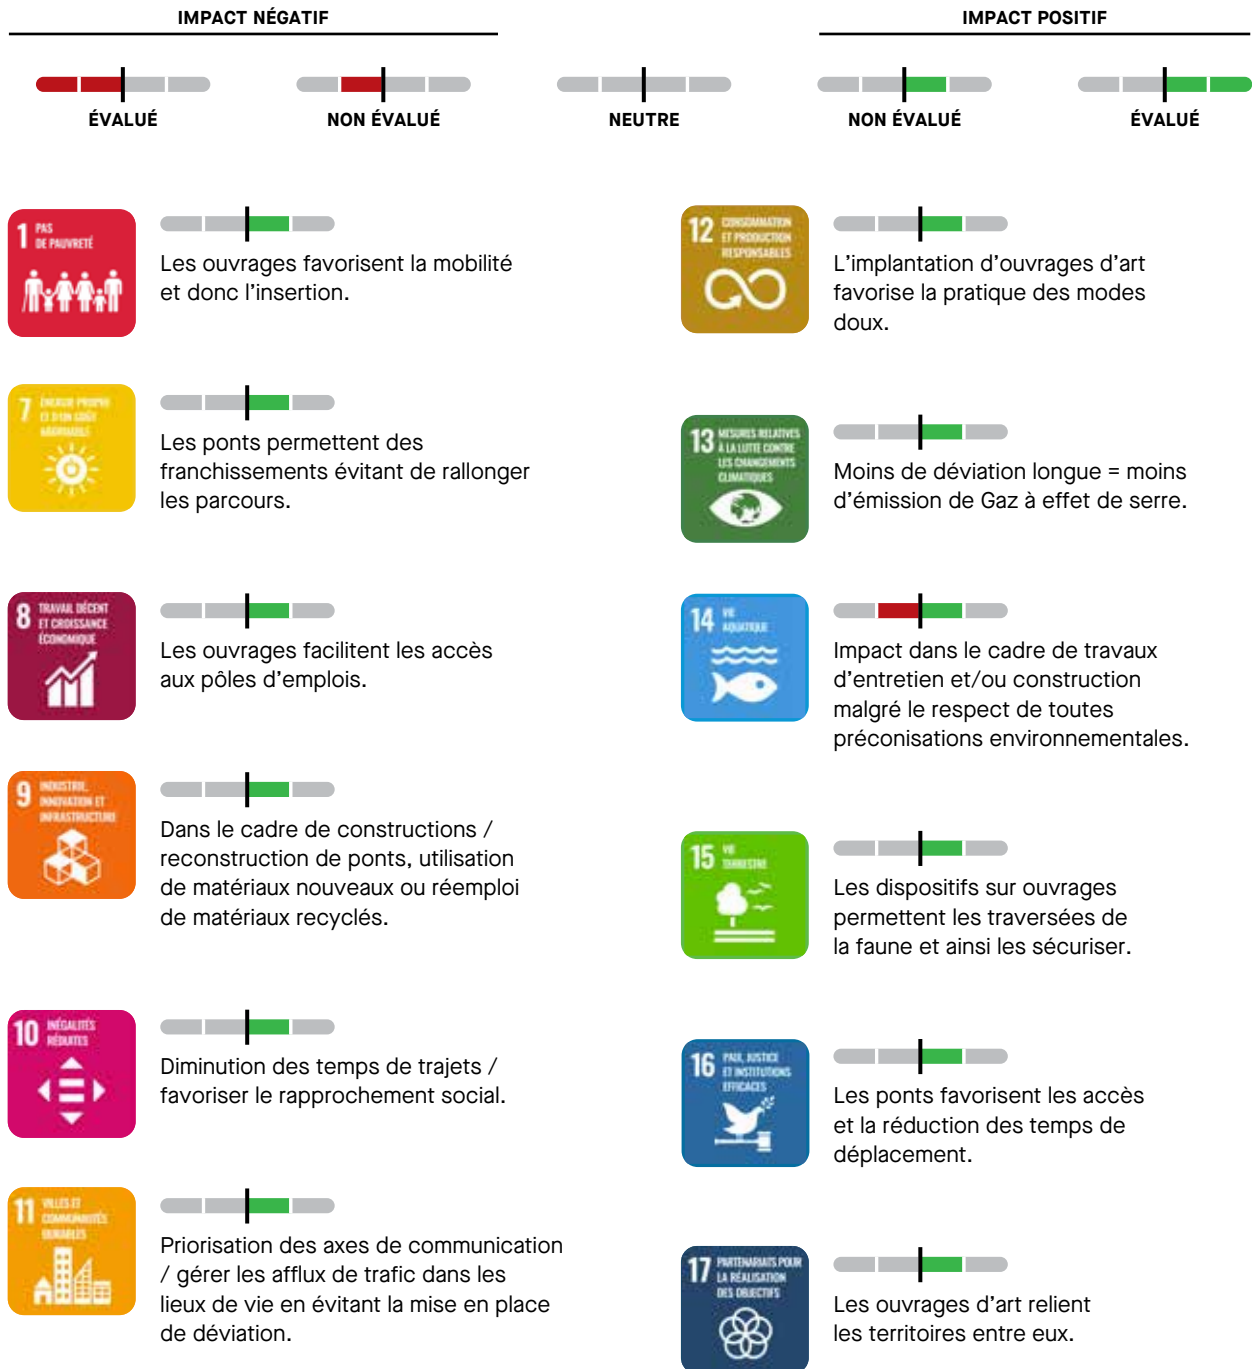 IMPACT NÉGATIF
IMPACT POSITIF
ÉVALUÉ
NON ÉVALUÉ
NEUTRE
NON ÉVALUÉ
ÉVALUÉ
1 PAS
DE PAUVRETÉ
Les ouvrages favorisent la mobilité
et donc l'insertion.
7 ÉNERGIE PROPRE
ET D'UN COÛT
ABORDABLE
Les ponts permettent des
franchissements évitant de rallonger
les parcours.
8 TRAVAIL DÉCENT
ET CROISSANCE
ÉCONOMIQUE
Les ouvrages facilitent les accès
aux pôles d'emplois.
9 INDUSTRIE,
INNOVATION ET
INFRASTRUCTURE
Dans le cadre de constructions /
reconstruction de ponts, utilisation
de matériaux nouveaux ou réemploi
de matériaux recyclés.
10 INÉGALITÉS
RÉDUITES
Diminution des temps de trajets /
favoriser le rapprochement social.
11 VILLES ET
COMMUNAUTÉS
DURABLES
Priorisation des axes de communication
/ gérer les afflux de trafic dans les
lieux de vie en évitant la mise en place
de déviation.
12 CONSOMMATION
ET PRODUCTION
RESPONSABLES
L'implantation d'ouvrages d'art
favorise la pratique des modes
doux.
13 MESURES RELATIVES
À LA LUTTE CONTRE
LES CHANGEMENTS
CLIMATIQUES
Moins de déviation longue = moins
d'émission de Gaz à effet de serre.
14 VIE
AQUATIQUE
Impact dans le cadre de travaux
d'entretien et/ou construction
malgré le respect de toutes
préconisations environnementales.
15 VIE
TERRESTRE
Les dispositifs sur ouvrages
permettent les traversées de
la faune et ainsi les sécuriser.
16 PAIX, JUSTICE
ET INSTITUTIONS
EFFICACES
Les ponts favorisent les accès
et la réduction des temps de
déplacement.
17 PARTENARIATS POUR
LA RÉALISATION
DES OBJECTIFS
Les ouvrages d'art relient
les territoires entre eux.